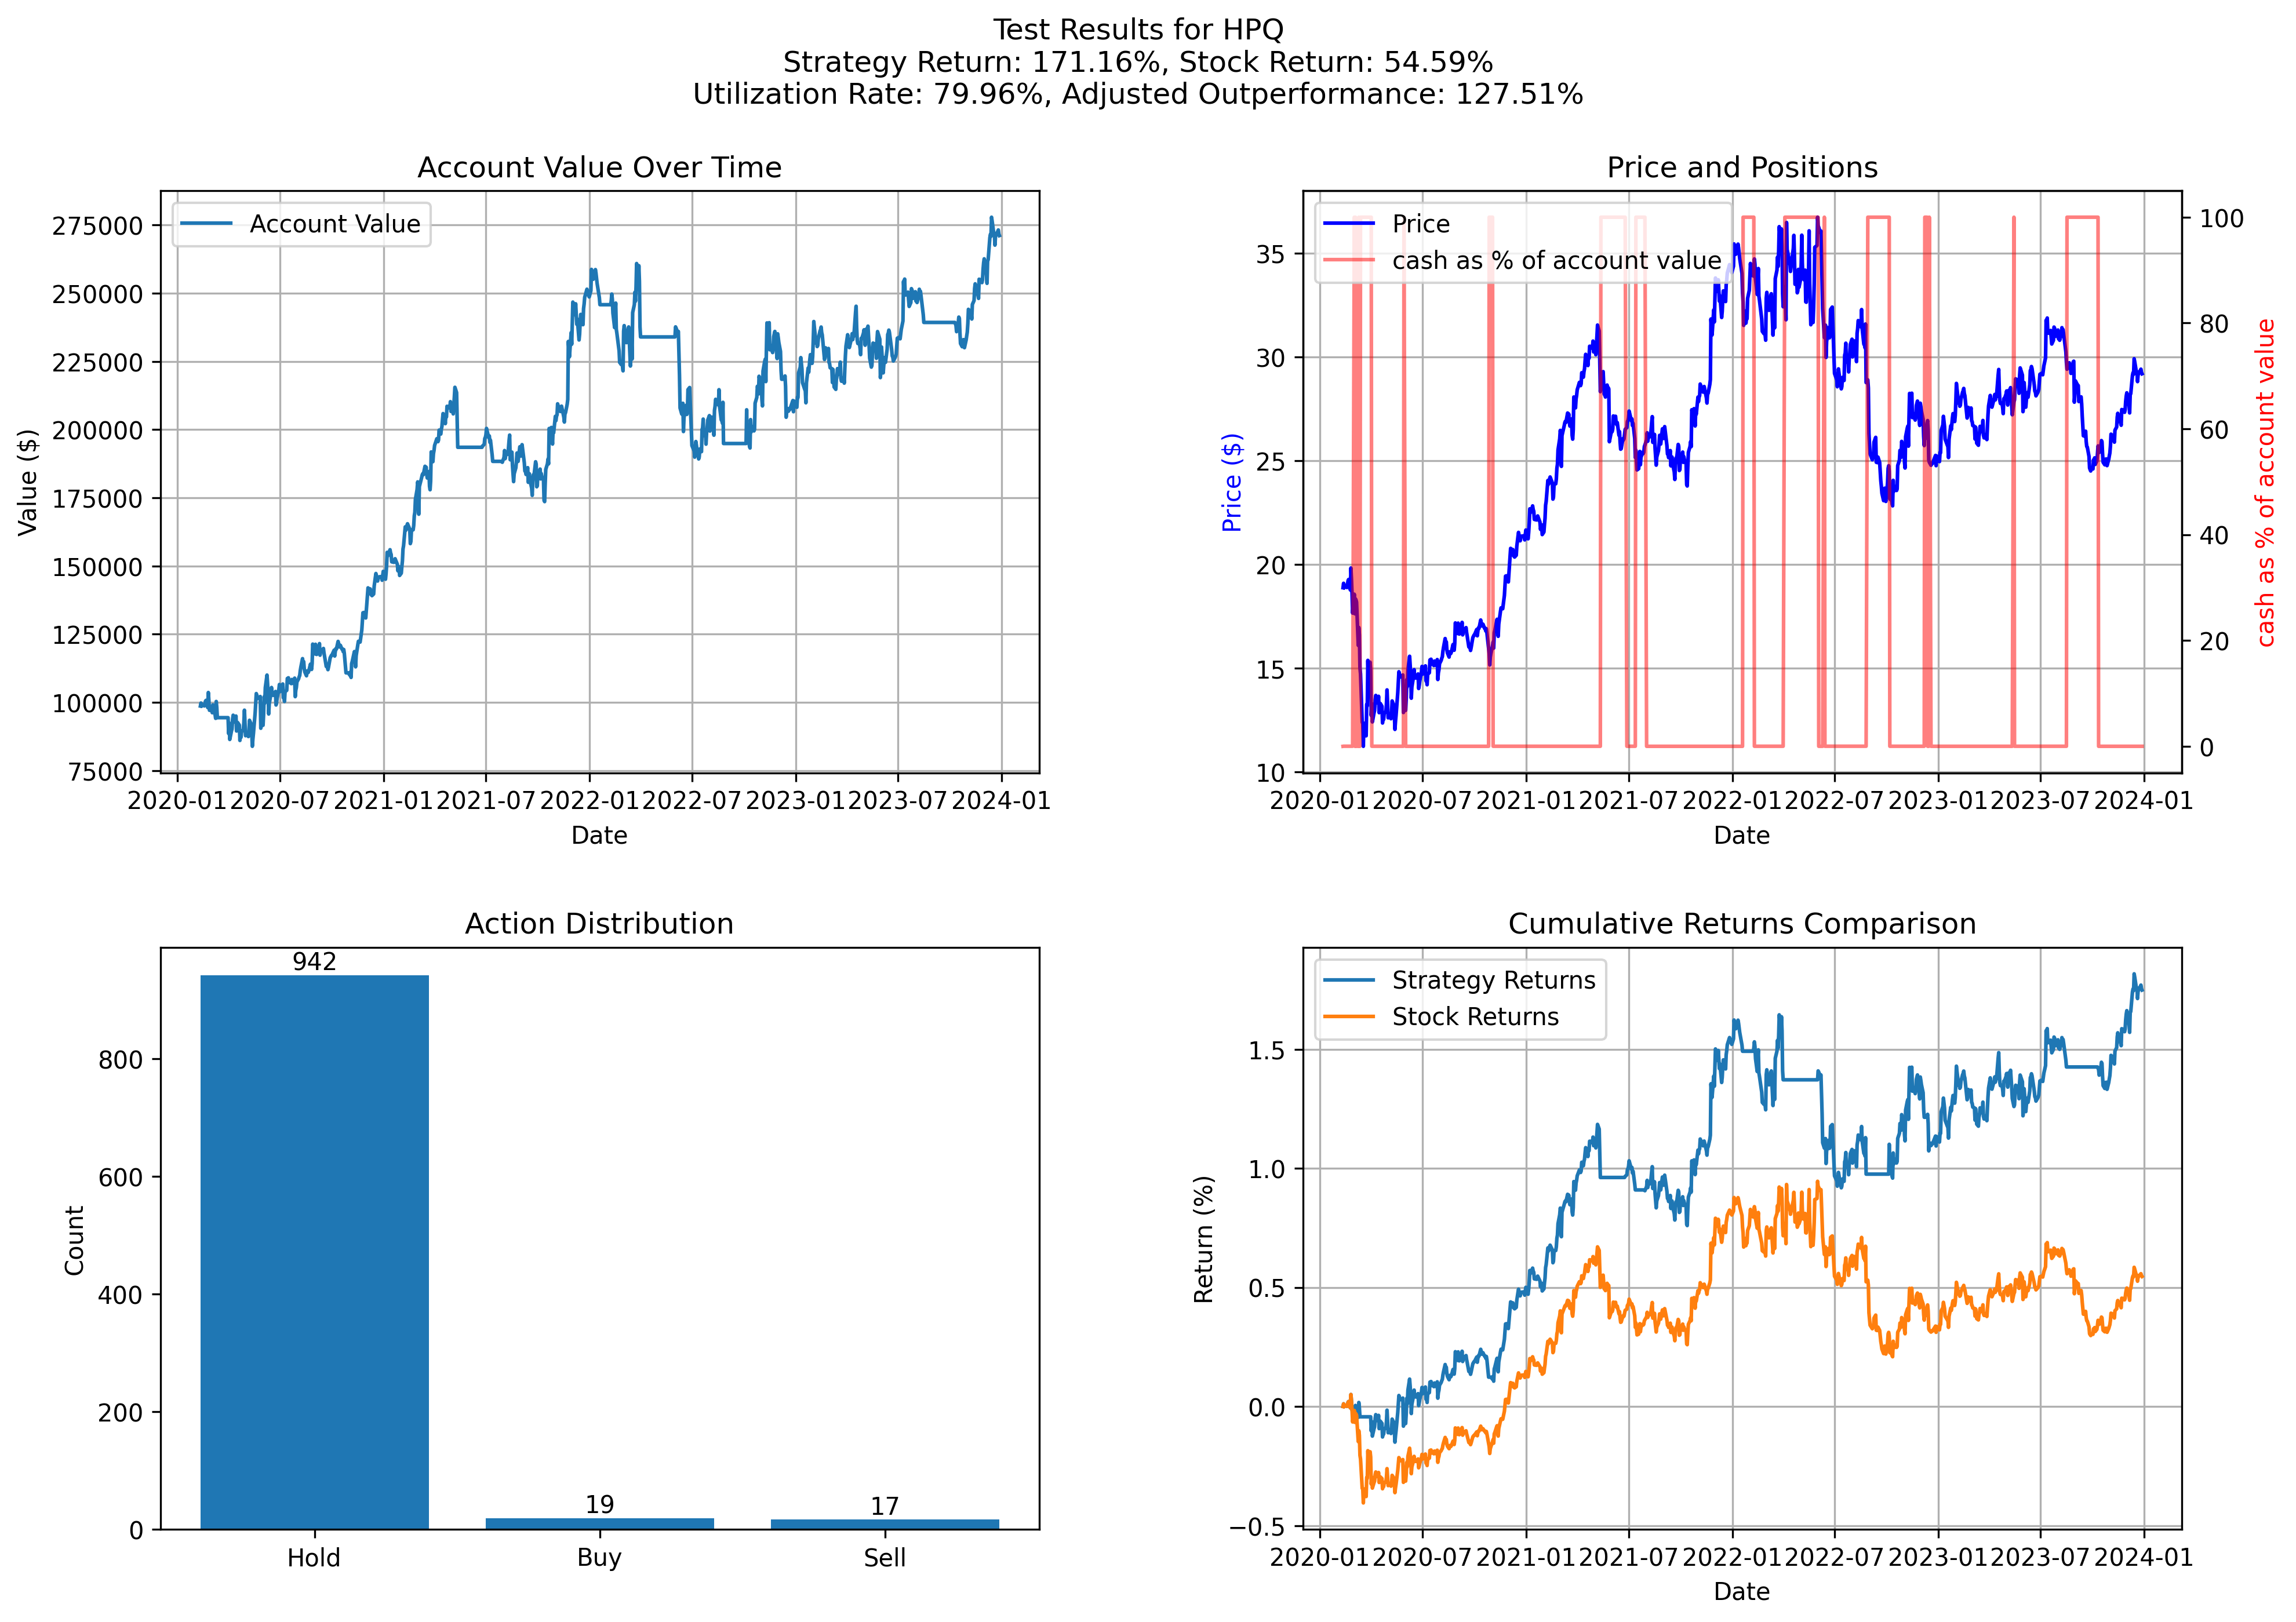 Test Results for HPQ
Strategy Return: 171.16%, Stock Return: 54.59%
Utilization Rate: 79.96%, Adjusted Outperformance: 127.51%
Account Value Over Time
Account Value
275000
250000
225000
200000
175000
150000
125000
100000
75000
Value ($)
2020-01 2020-07 2021-01 2021-07 2022-01 2022-07 2023-01 2023-07 2024-01
Date
Price and Positions
Price
cash as % of account value
35
30
25
20
15
10
Price ($)
100
80
60
40
20
0
cash as % of account value
2020-01 2020-07 2021-01 2021-07 2022-01 2022-07 2023-01 2023-07 2024-01
Date
Action Distribution
942
19
17
800
600
400
200
0
Count
Hold Buy Sell
Cumulative Returns Comparison
Strategy Returns
Stock Returns
1.5
1.0
0.5
0.0
−0.5
Return (%)
2020-01 2020-07 2021-01 2021-07 2022-01 2022-07 2023-01 2023-07 2024-01
Date